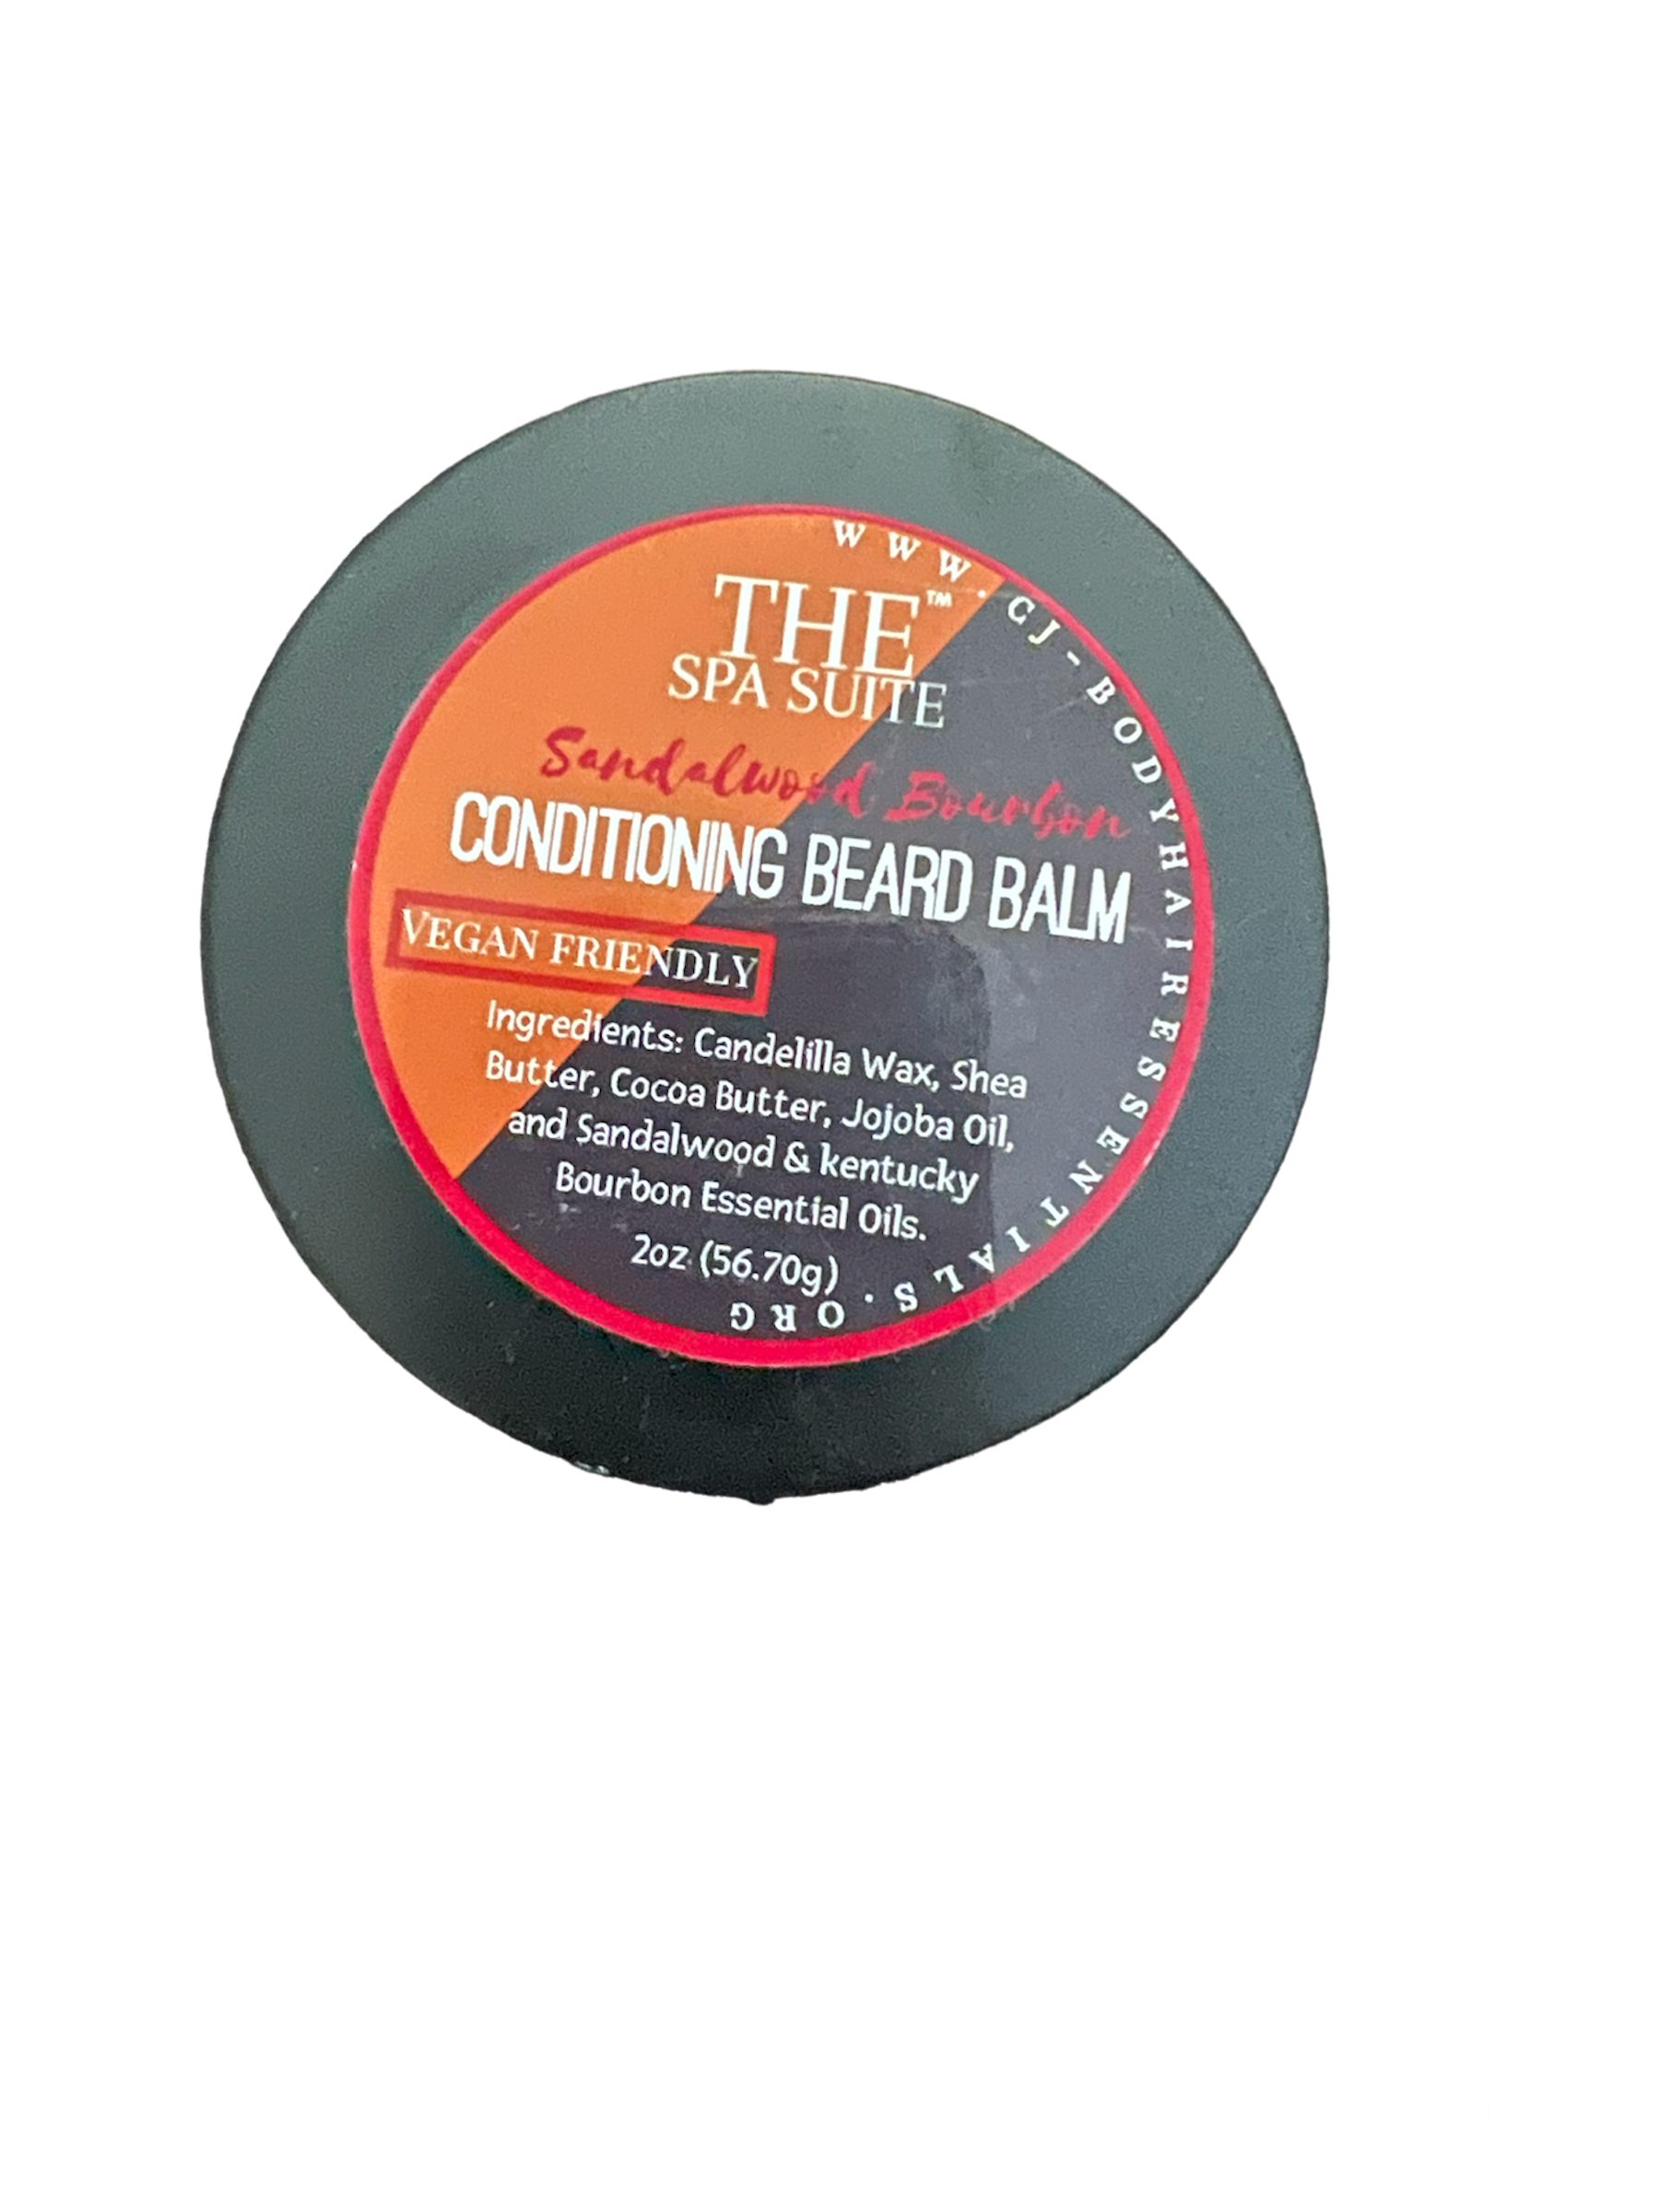 THE™
SPA SUITE
Sandalwood Bourbon
CONDITIONING BEARD BALM
VEGAN FRIENDLY
Ingredients: Candelilla Wax, Shea
Butter, Cocoa Butter, Jojoba Oil,
and Sandalwood & kentucky
Bourbon Essential Oils.
2oz (56.70g)
WWW.CJ-BODYHAIRESSENTIALS.ORG